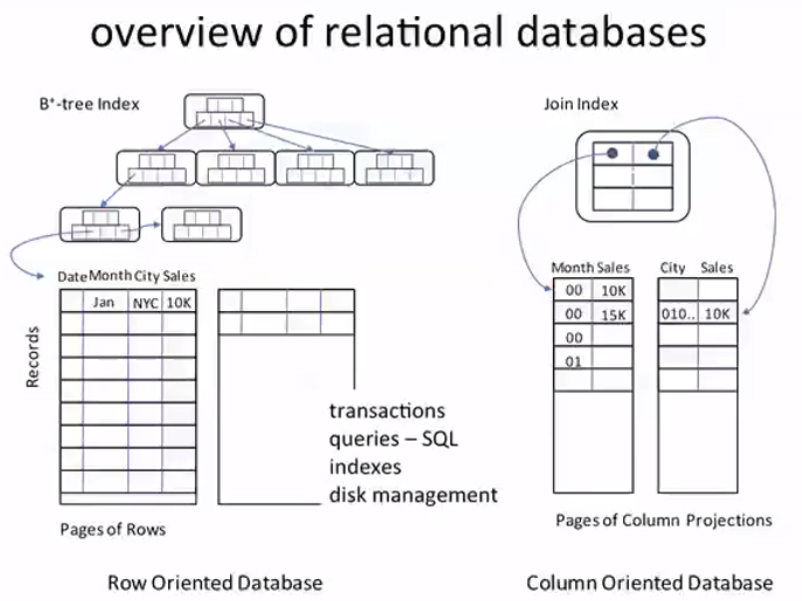 overview of relational databases
B+-tree Index
Join Index
Date Month City Sales
Jan NYC 10K
Records
Pages of Rows
Row Oriented Database
transactions
queries – SQL
indexes
disk management
Month Sales
00 10K
00 15K
00
01
City Sales
010.. 10K
Pages of Column Projections
Column Oriented Database